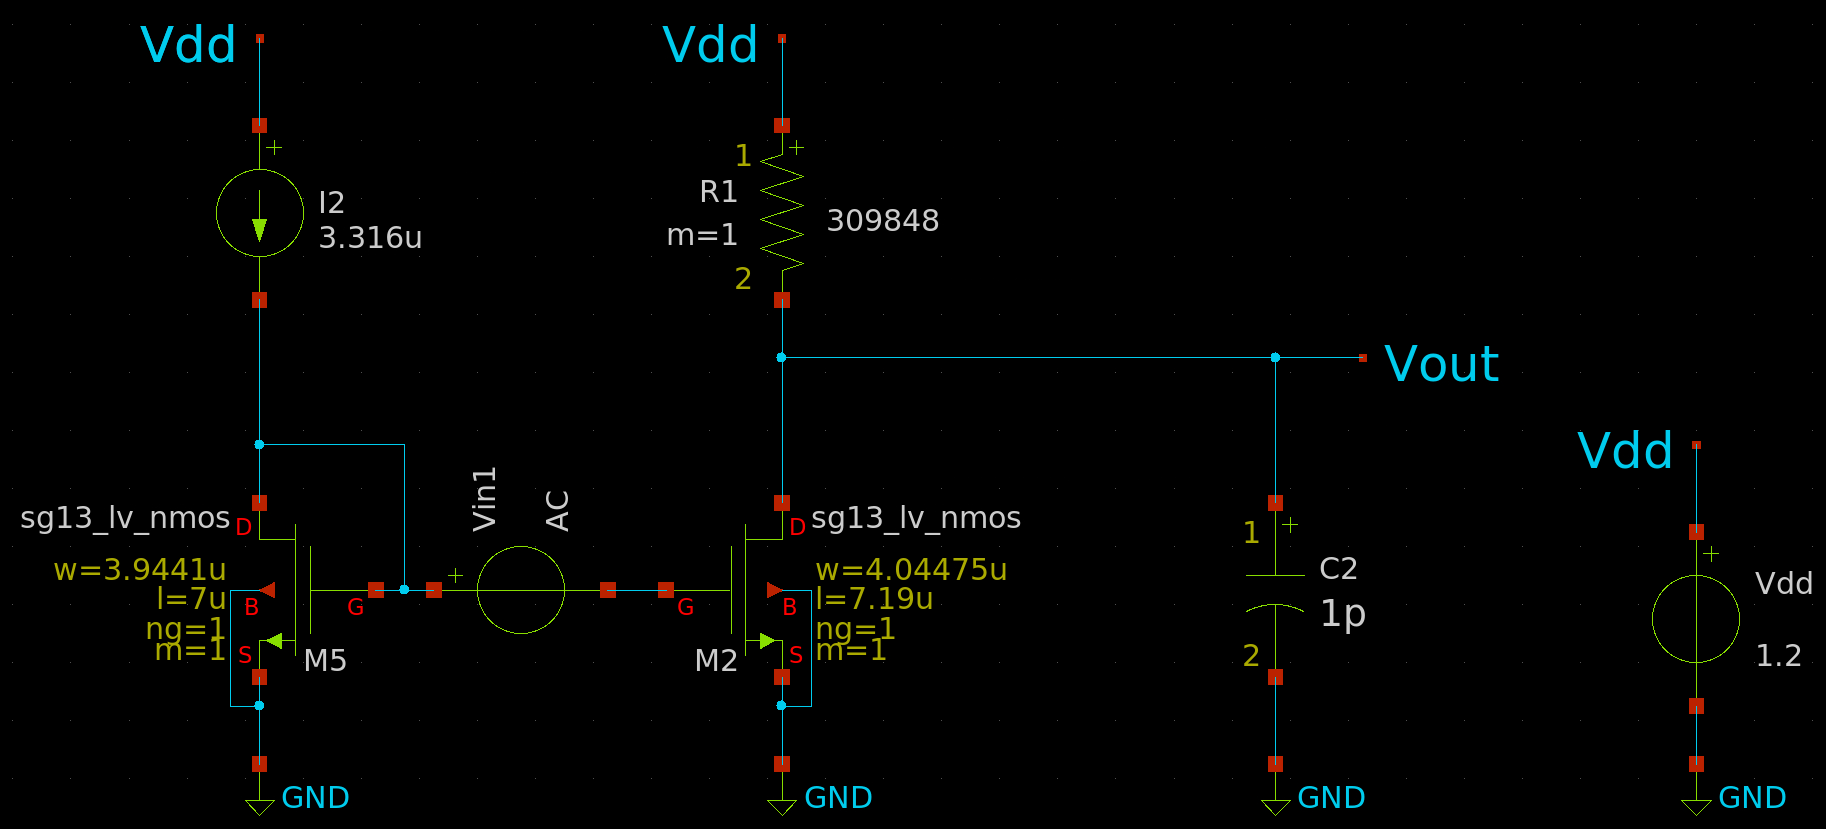 Vdd
+
I2
3.316u
sg13_lv_nmos
D
w=3.9441u
l=7u
B
G
ng=1
m=1
S
M5
GND
Vin1
AC
+
Vdd
1
+
R1
m=1
309848
2
Vout
D
sg13_lv_nmos
w=4.04475u
l=7.19u
G
B
ng=1
m=1
S
M2
GND
1
+
C2
1p
2
GND
Vdd
+
Vdd
1.2
GND